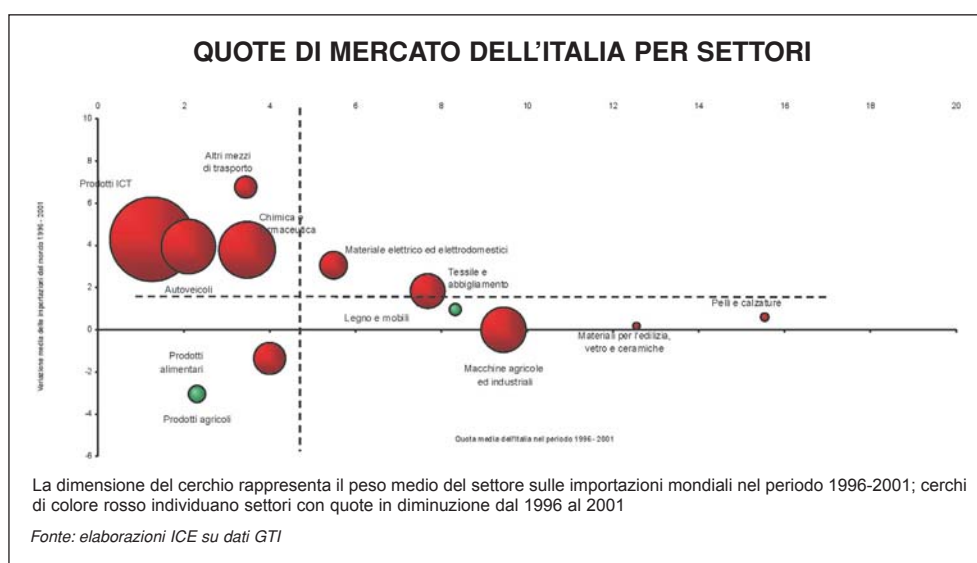 QUOTE DI MERCATO DELL'ITALIA PER SETTORI
0 2 4 6 8 10 12 14 16 18 20
10
8
6
4
2
0
-2
-4
-6
Variazione media delle importazioni del mondo 1996 - 2001
Altri mezzi
di trasporto
Prodotti ICT
Chimica e
farmaceutica
Materiale elettrico ed elettrodomestici
Tessile e
abbigliamento
Autoveicoli
Pelli e calzature
Legno e mobili
Materiali per l'edilizia,
vetro e ceramiche
Prodotti
alimentari
Macchine agricole
ed industriali
Prodotti agricoli
Quota media dell'Italia nel periodo 1996 - 2001
La dimensione del cerchio rappresenta il peso medio del settore sulle importazioni mondiali nel periodo 1996-2001; cerchi
di colore rosso individuano settori con quote in diminuzione dal 1996 al 2001
Fonte: elaborazioni ICE su dati GTI